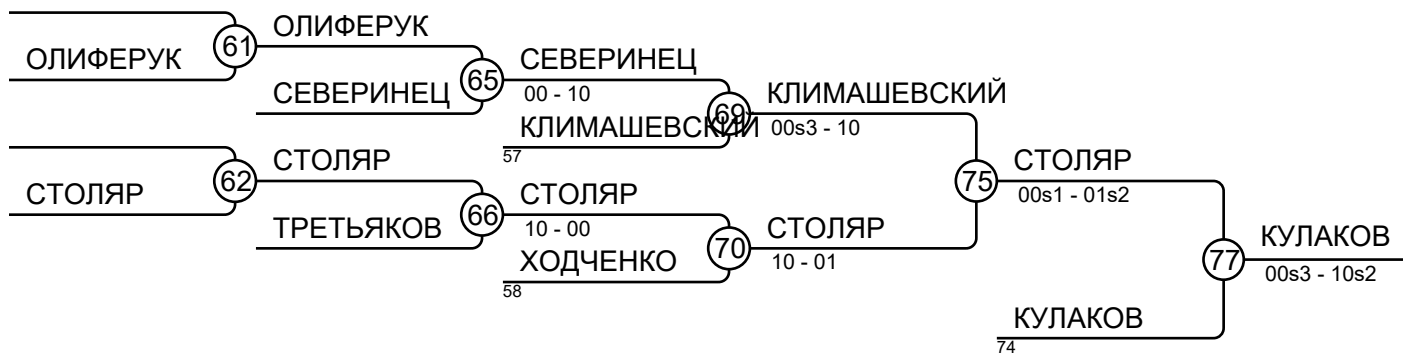 ОЛИФЕРУК
61
ОЛИФЕРУК
СЕВЕРИНЕЦ
65
СЕВЕРИНЕЦ
00 - 10
КЛИМАШЕВСКИЙ
57
69
КЛИМАШЕВСКИЙ
00s3 - 10
СТОЛЯР
62
СТОЛЯР
ТРЕТЬЯКОВ
66
СТОЛЯР
10 - 00
ХОДЧЕНКО
58
70
СТОЛЯР
10 - 01
75
СТОЛЯР
00s1 - 01s2
КУЛАКОВ
74
77
КУЛАКОВ
00s3 - 10s2